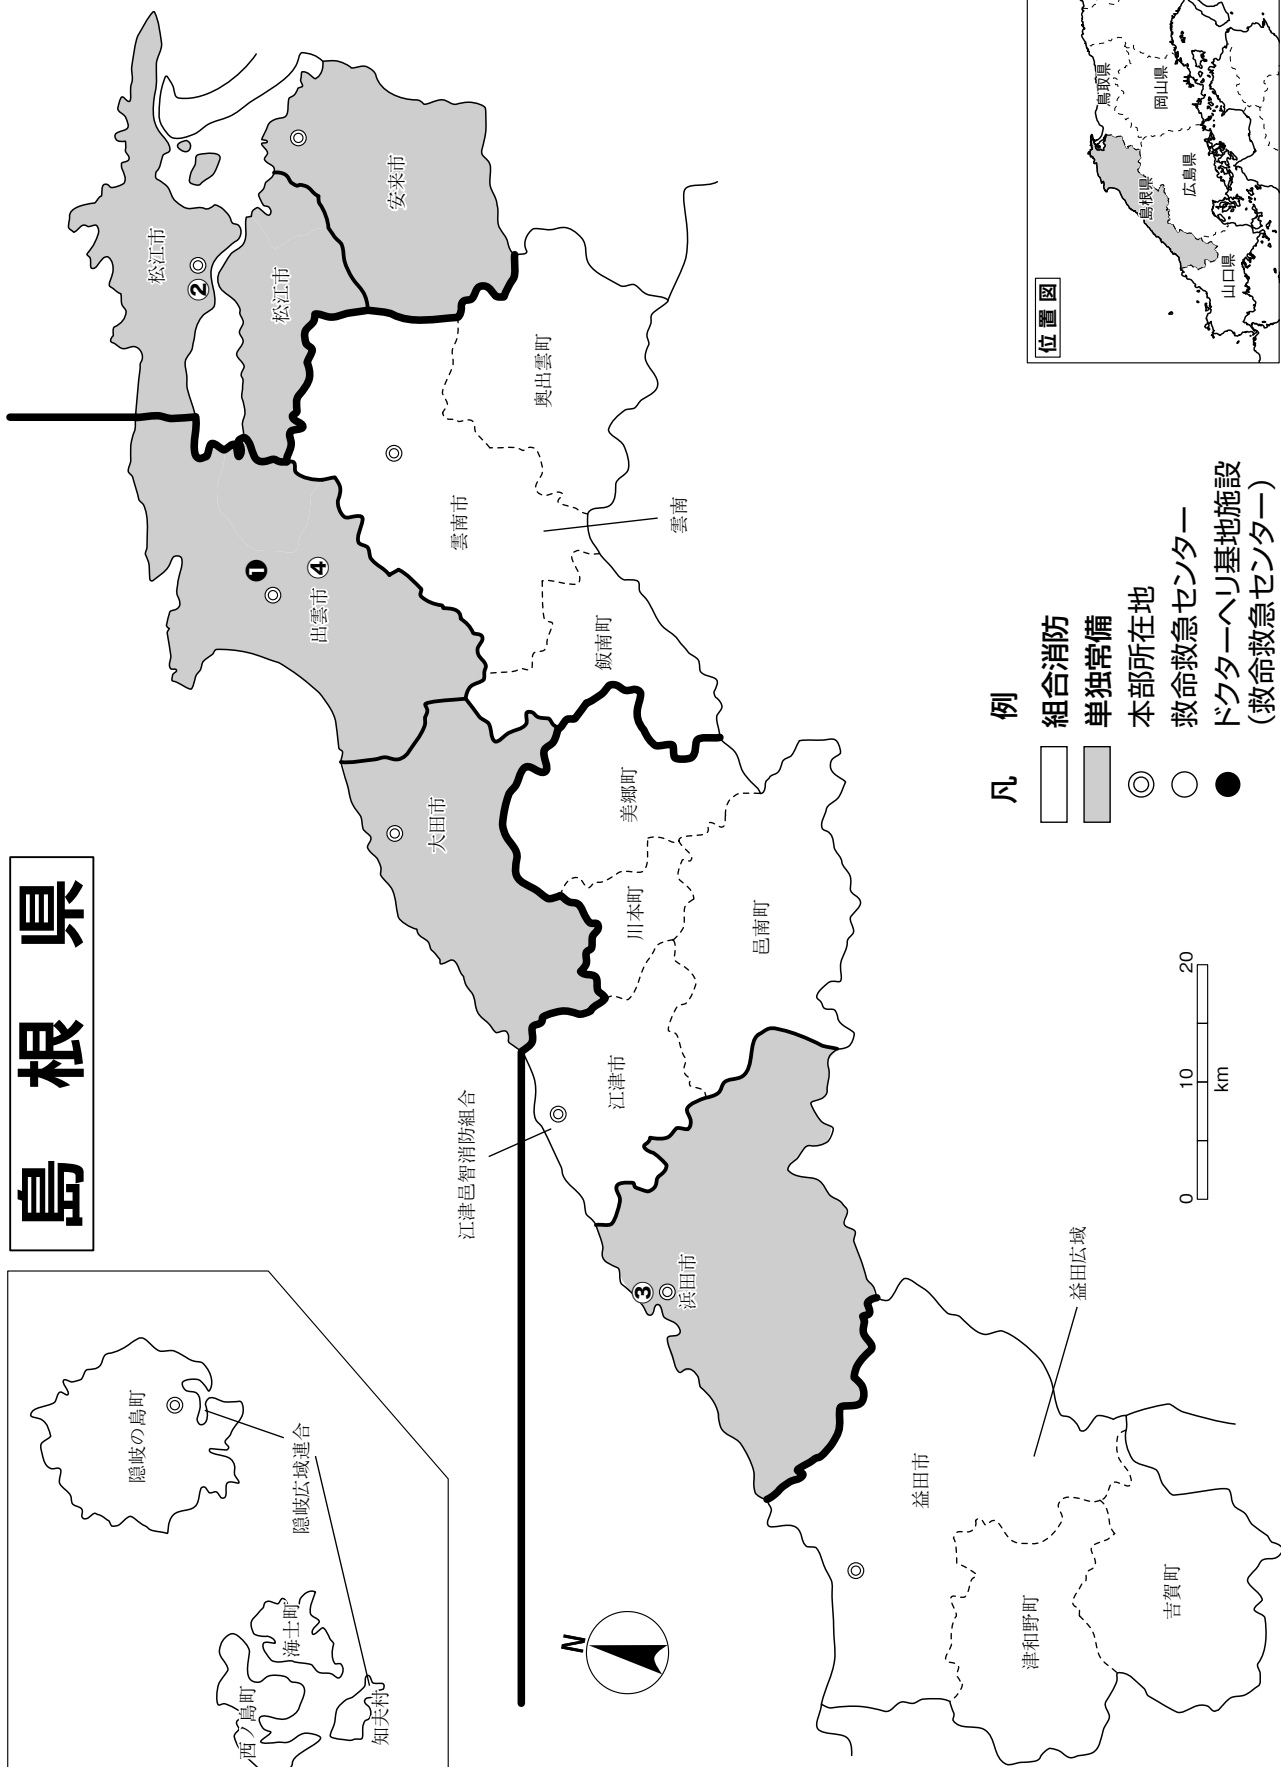 島根県
隠岐の島町
隠岐広域連合
海士町
西ノ島町
知夫村
松江市
2
松江市
安来市
1
出雲市
4
雲南市
奥出雲町
雲南
飯南町
大田市
美郷町
川本町
邑南町
江津市
江津邑智消防組合
3
浜田市
益田市
益田広域
津和野町
吉賀町
N
0 10 20
km
凡 例
組合消防
単独常備
本部所在地
救命救急センター
ドクターヘリ基地施設
(救命救急センター)
位置図
鳥取県
岡山県
島根県
広島県
山口県